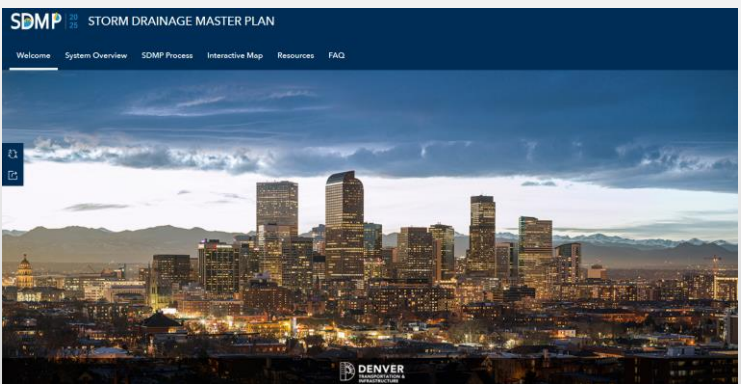 SDMP 20 25 STORM DRAINAGE MASTER PLAN
Welcome System Overview SDMP Process Interactive Map Resources FAQ
DENVER
TRANSPORTATION &
INFRASTRUCTURE